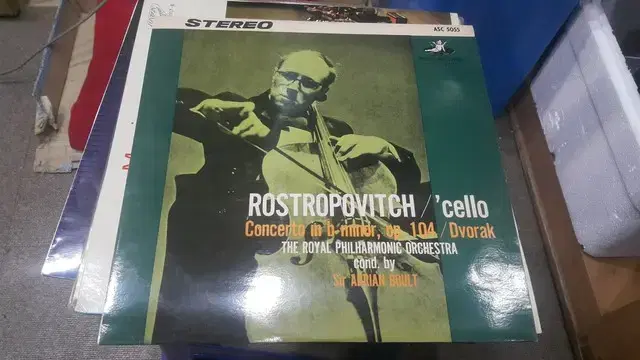 STEREO
ASC 5055
ROSTROPOVITCH / 'cello
Concerto in b-minor, op. 104 / Dvorak
THE ROYAL PHILHARMONIC ORCHESTRA
cond. by
Sir ADRIAN BOULT